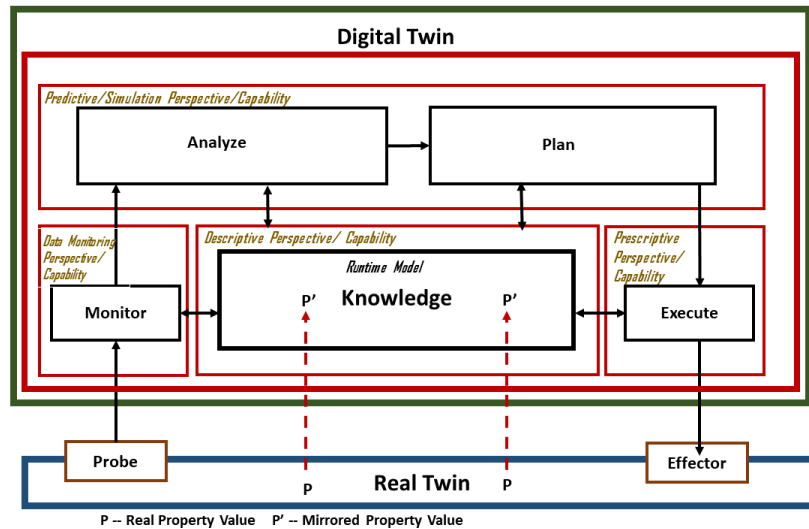 Digital Twin
Predictive/Simulation Perspective/Capability
Analyze
Plan
Data Monitoring
Perspective/
Capability
Descriptive Perspective/ Capability
Prescriptive
Perspective/
Capability
Runtime Model
Monitor
P’
Knowledge
P’
Execute
Probe
Effector
P
Real Twin
P
P -- Real Property Value P’ -- Mirrored Property Value